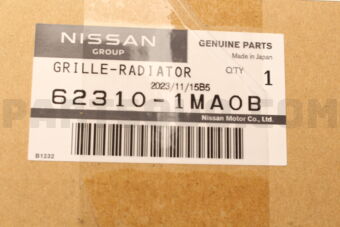 NISSAN GENUINE PARTS
GROUP Made in Japan
GRILLE-RADIATOR Q'TY 1
2023/11/15B5
62310-1MA0B
B1232 Nissan Motor Co., Ltd.